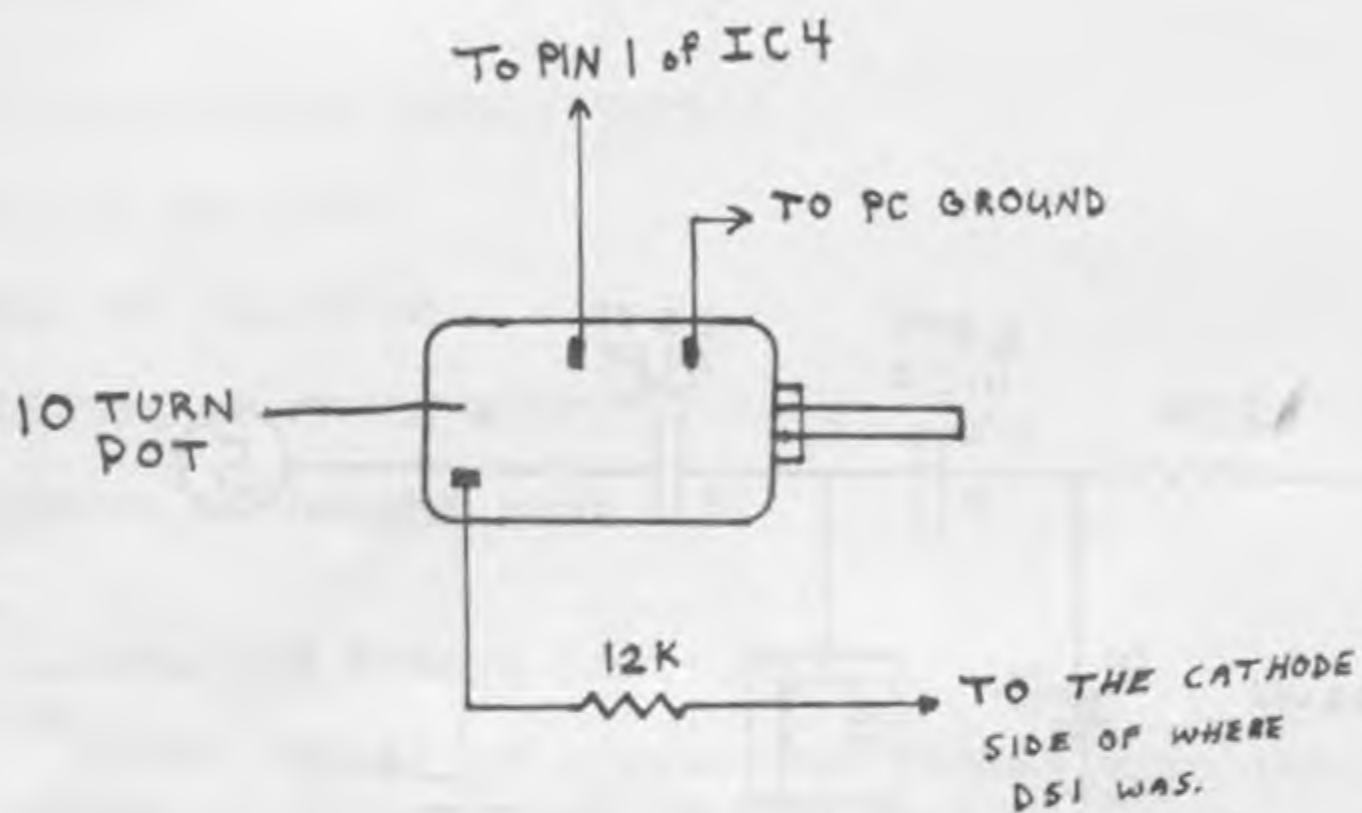 To PIN 1 of IC4
TO PC GROUND
10 TURN
POT
12K
TO THE CATHODE
SIDE OF WHERE
D51 WAS.